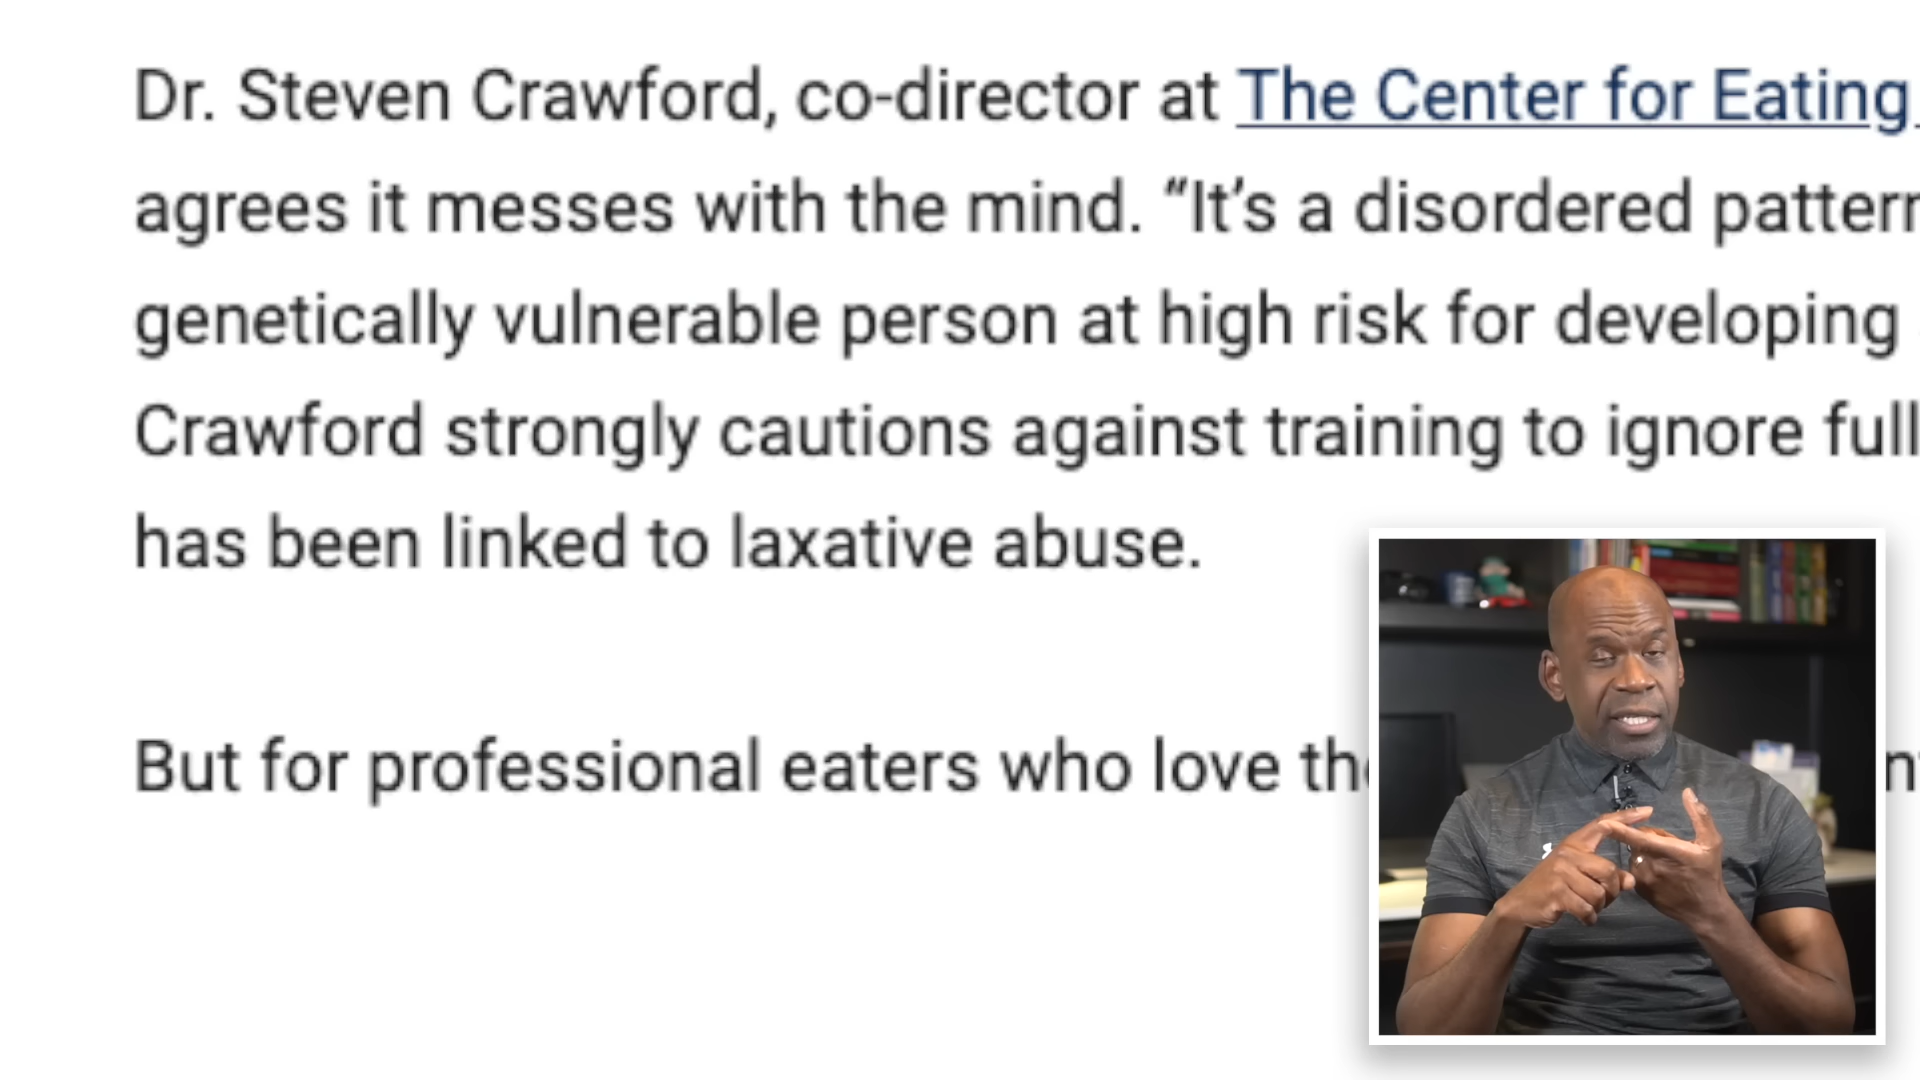 Dr. Steven Crawford, co-director at The Center for Eating
agrees it messes with the mind. “It’s a disordered pattern
genetically vulnerable person at high risk for developing
Crawford strongly cautions against training to ignore full
has been linked to laxative abuse.
But for professional eaters who love